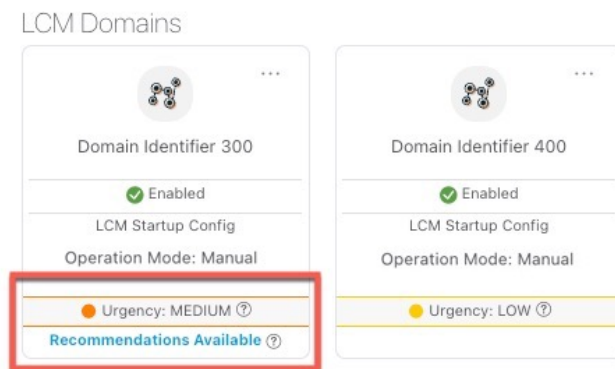 LCM Domains
Domain Identifier 300
Enabled
LCM Startup Config
Operation Mode: Manual
Urgency: MEDIUM ?
Recommendations Available ?
Domain Identifier 400
Enabled
LCM Startup Config
Operation Mode: Manual
Urgency: LOW ?